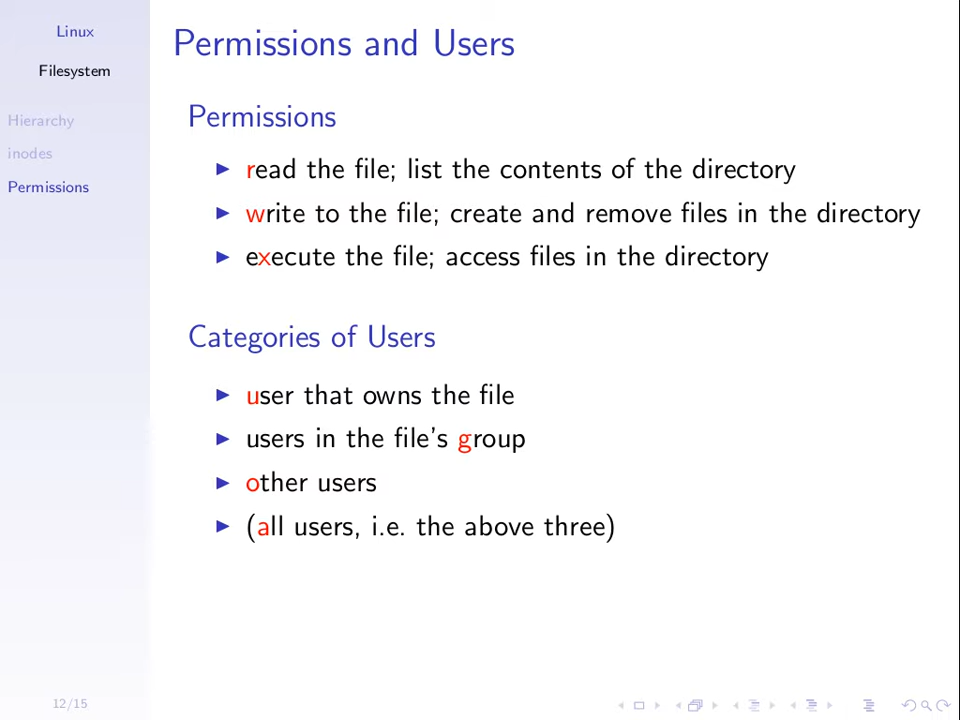 Linux
Filesystem
Hierarchy
inodes
Permissions
12/15
Permissions and Users
Permissions
read the file; list the contents of the directory
write to the file; create and remove files in the directory
execute the file; access files in the directory
Categories of Users
user that owns the file
users in the file's group
other users
(all users, i.e. the above three)